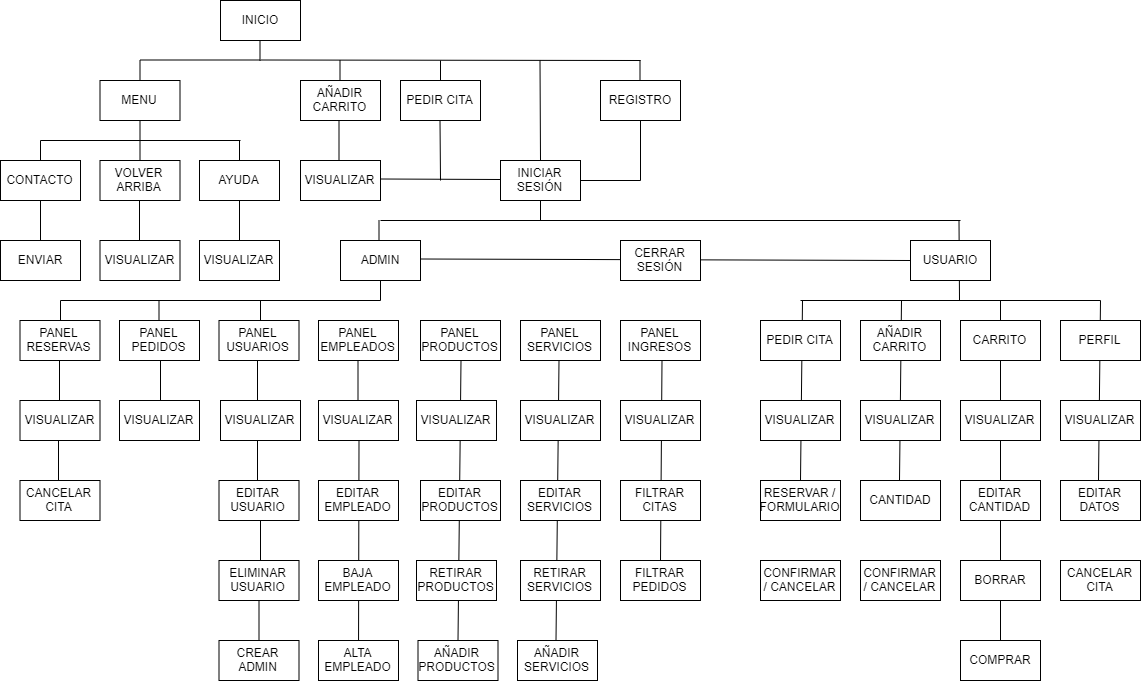 INICIO
MENU
AÑADIR
CARRITO
PEDIR CITA
REGISTRO
CONTACTO
VOLVER
ARRIBA
AYUDA
VISUALIZAR
INICIAR
SESIÓN
ENVIAR
VISUALIZAR
VISUALIZAR
ADMIN
CERRAR
SESIÓN
USUARIO
PANEL
RESERVAS
PANEL
PEDIDOS
PANEL
USUARIOS
PANEL
EMPLEADOS
PANEL
PRODUCTOS
PANEL
SERVICIOS
PANEL
INGRESOS
PEDIR CITA
AÑADIR
CARRITO
CARRITO
PERFIL
VISUALIZAR
VISUALIZAR
VISUALIZAR
VISUALIZAR
VISUALIZAR
VISUALIZAR
VISUALIZAR
VISUALIZAR
VISUALIZAR
VISUALIZAR
VISUALIZAR
CANCELAR
CITA
EDITAR
USUARIO
EDITAR
EMPLEADO
EDITAR
PRODUCTOS
EDITAR
SERVICIOS
FILTRAR
CITAS
RESERVAR /
FORMULARIO
CANTIDAD
EDITAR
CANTIDAD
EDITAR
DATOS
ELIMINAR
USUARIO
BAJA
EMPLEADO
RETIRAR
PRODUCTOS
RETIRAR
SERVICIOS
FILTRAR
PEDIDOS
CONFIRMAR
/ CANCELAR
CONFIRMAR
/ CANCELAR
BORRAR
CANCELAR
CITA
CREAR
ADMIN
ALTA
EMPLEADO
AÑADIR
PRODUCTOS
AÑADIR
SERVICIOS
COMPRAR